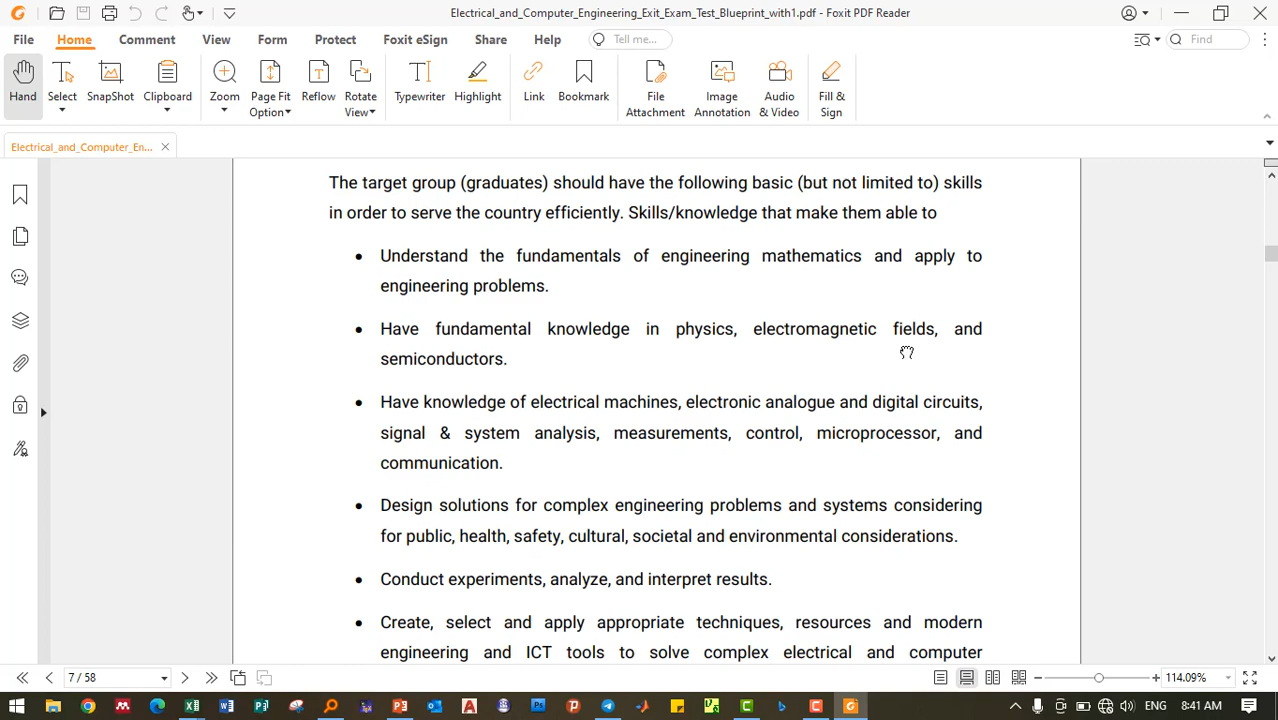 Electrical_and_Computer_Engineering_Exit_Exam_Test_Blueprint_with1.pdf - Foxit PDF Reader
File Home Comment View Form Protect Foxit eSign Share Help Tell me... Find
Hand Select SnapShot Clipboard Zoom Page Fit Option Reflow Rotate View Typewriter Highlight Link Bookmark File Attachment Image Annotation Audio & Video Fill & Sign
Electrical_and_Computer_En...
The target group (graduates) should have the following basic (but not limited to) skills
in order to serve the country efficiently. Skills/knowledge that make them able to
• Understand the fundamentals of engineering mathematics and apply to
engineering problems.
• Have fundamental knowledge in physics, electromagnetic fields, and
semiconductors.
• Have knowledge of electrical machines, electronic analogue and digital circuits,
signal & system analysis, measurements, control, microprocessor, and
communication.
• Design solutions for complex engineering problems and systems considering
for public, health, safety, cultural, societal and environmental considerations.
• Conduct experiments, analyze, and interpret results.
• Create, select and apply appropriate techniques, resources and modern
engineering and ICT tools to solve complex electrical and computer
7 / 58 114.09%
ENG 8:41 AM